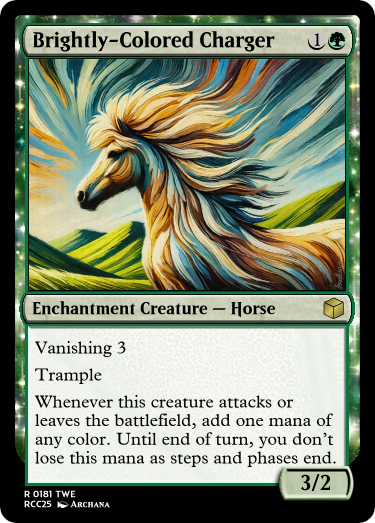 Brightly-Colored Charger 1
Enchantment Creature — Horse
Vanishing 3
Trample
Whenever this creature attacks or
leaves the battlefield, add one mana of
any color. Until end of turn, you don't
lose this mana as steps and phases end.
3/2
R 0181 TWE
RCC25 Archana